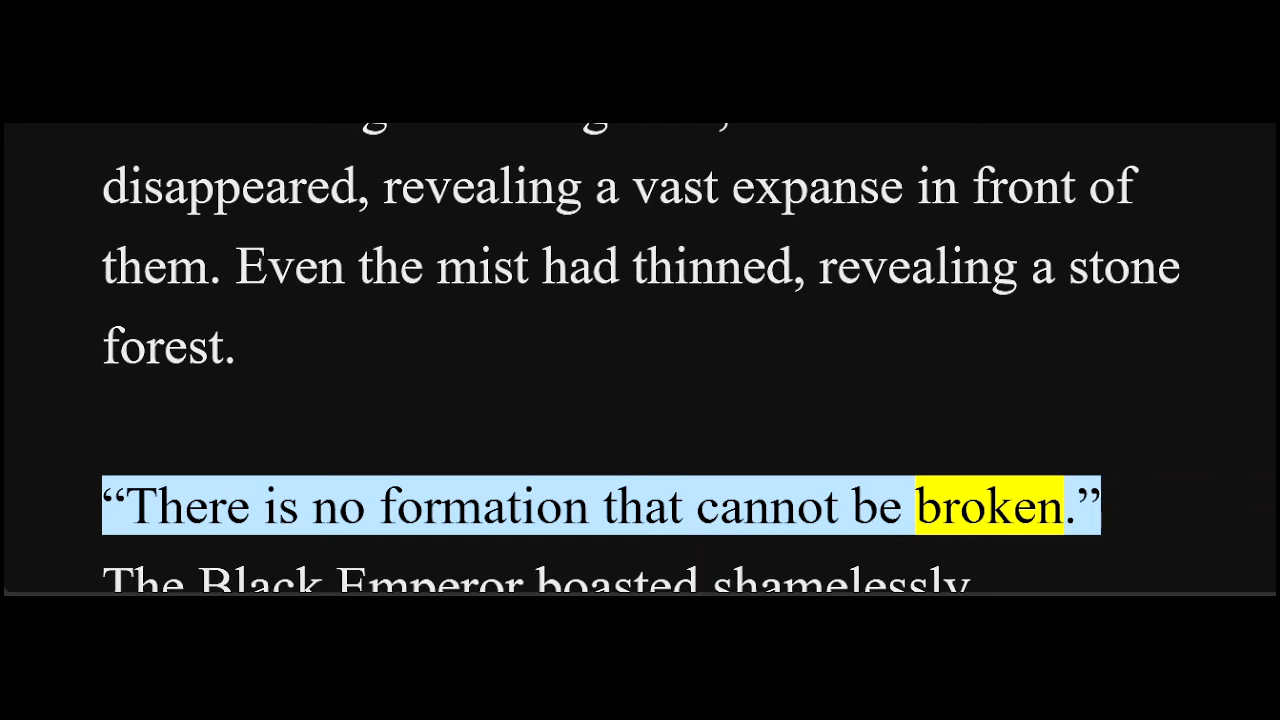 disappeared, revealing a vast expanse in front of
them. Even the mist had thinned, revealing a stone
forest.
“There is no formation that cannot be broken.”
The Black Emperor boasted shamelessly